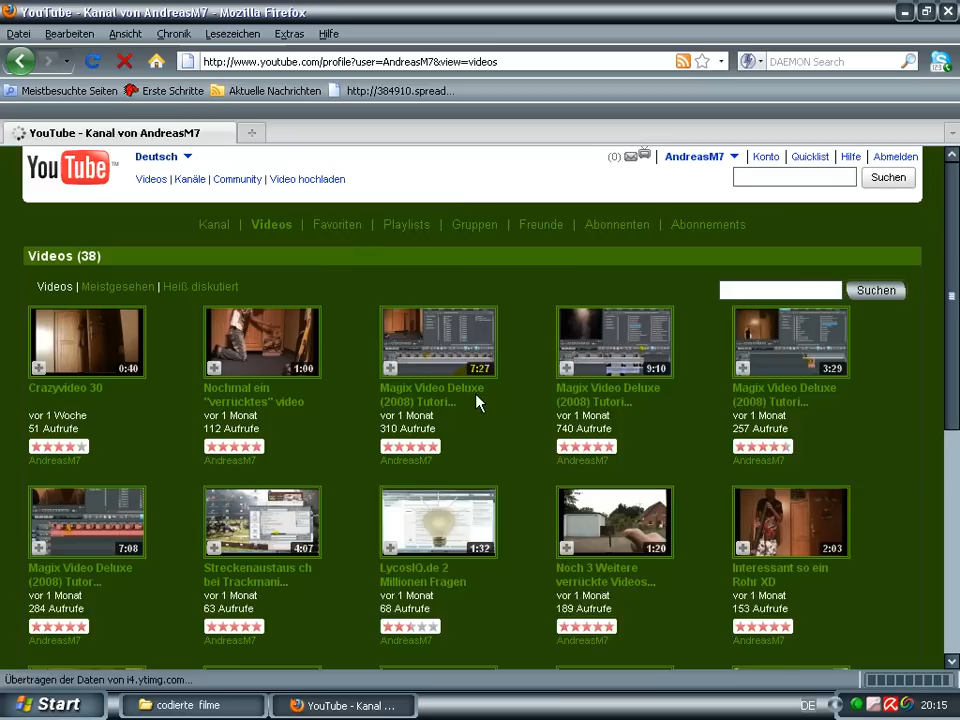 YouTube - Kanal von AndreasM7 - Mozilla Firefox
Datei Bearbeiten Ansicht Chronik Lesezeichen Extras Hilfe
http://www.youtube.com/profile?user=AndreasM7&view=videos
DAEMON Search
Meistbesuchte Seiten Erste Schritte Aktuelle Nachrichten http://384910.spread...
YouTube - Kanal von AndreasM7
YouTube TM
Deutsch
(0) AndreasM7 Konto | Quicklist | Hilfe | Abmelden
Videos | Kanäle | Community | Video hochladen
Suchen
Kanal | Videos | Favoriten | Playlists | Gruppen | Freunde | Abonnenten | Abonnements
Videos (38)
Videos | Meistgesehen | Heiß diskutiert
Suchen
0:40 1:00 7:27 9:10 3:29
Crazyvideo 30
vor 1 Woche
51 Aufrufe
AndreasM7
Nochmal ein
"verrucktes" video
vor 1 Monat
112 Aufrufe
AndreasM7
Magix Video Deluxe
(2008) Tutori...
vor 1 Monat
310 Aufrufe
AndreasM7
Magix Video Deluxe
(2008) Tutori...
vor 1 Monat
740 Aufrufe
AndreasM7
Magix Video Deluxe
(2008) Tutori...
vor 1 Monat
257 Aufrufe
AndreasM7
7:08 4:07 1:32 1:20 2:03
Magix Video Deluxe
(2008) Tutor...
vor 1 Monat
284 Aufrufe
AndreasM7
Streckenaustaus ch
bei Trackmani...
vor 1 Monat
63 Aufrufe
AndreasM7
LycosIQ.de 2
Millionen Fragen
vor 1 Monat
68 Aufrufe
AndreasM7
Noch 3 Weitere
verrückte Videos...
vor 1 Monat
189 Aufrufe
AndreasM7
Interessant so ein
Rohr XD
vor 1 Monat
153 Aufrufe
AndreasM7
Übertragen der Daten von i4.ytimg.com...
Start codierte filme YouTube - Kanal ... DE 20:15